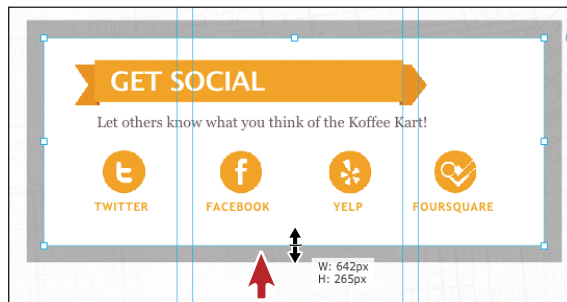 GET SOCIAL
Let others know what you think of the Koffee Kart!
TWITTER FACEBOOK YELP FOURSQUARE
W: 642px
H: 265px